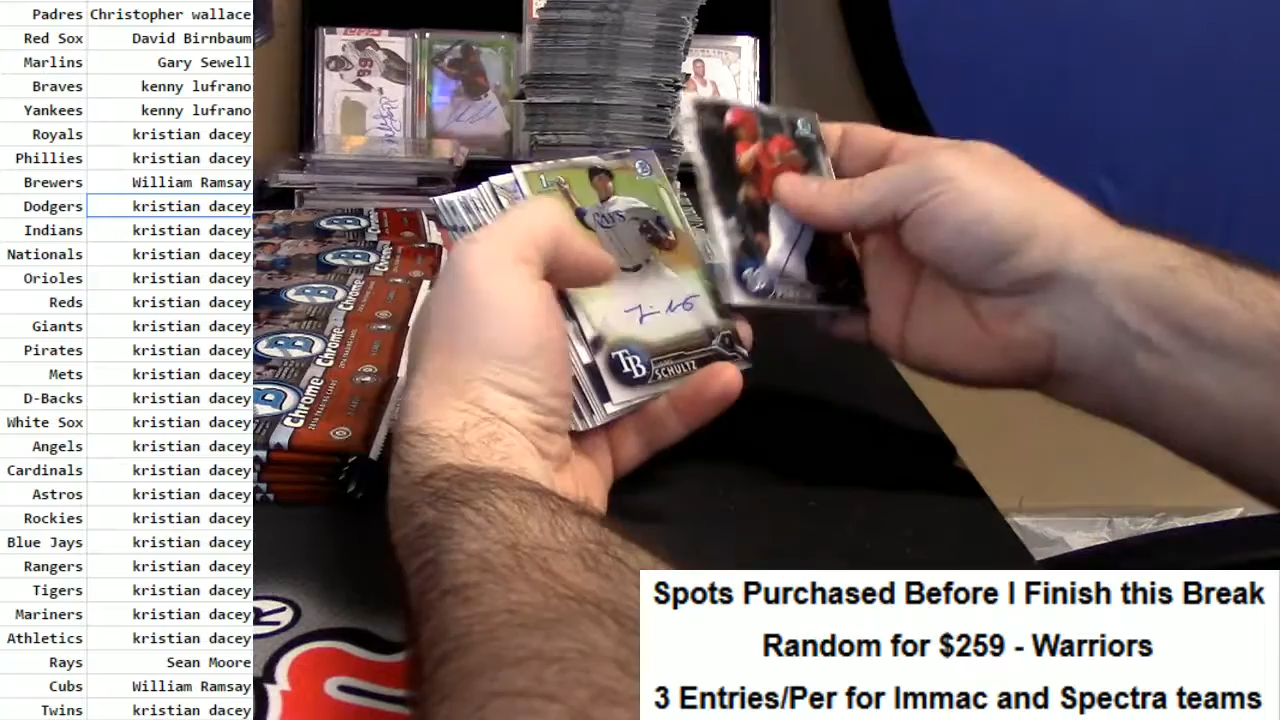 Padres Christopher wallace
Red Sox David Birnbaum
Marlins Gary Sewell
Braves kenny lufrano
Yankees kenny lufrano
Royals kristian dacey
Phillies kristian dacey
Brewers William Ramsay
Dodgers kristian dacey
Indians kristian dacey
Nationals kristian dacey
Orioles kristian dacey
Reds kristian dacey
Giants kristian dacey
Pirates kristian dacey
Mets kristian dacey
D-Backs kristian dacey
White Sox kristian dacey
Angels kristian dacey
Cardinals kristian dacey
Astros kristian dacey
Rockies kristian dacey
Blue Jays kristian dacey
Rangers kristian dacey
Tigers kristian dacey
Mariners kristian dacey
Athletics kristian dacey
Rays Sean Moore
Cubs William Ramsay
Twins kristian dacey
1st
RAYS
TB
SCHULTZ
B
Chrome
B
Chrome
B
Chrome
Spots Purchased Before I Finish this Break
Random for $259 - Warriors
3 Entries/Per for Immac and Spectra teams